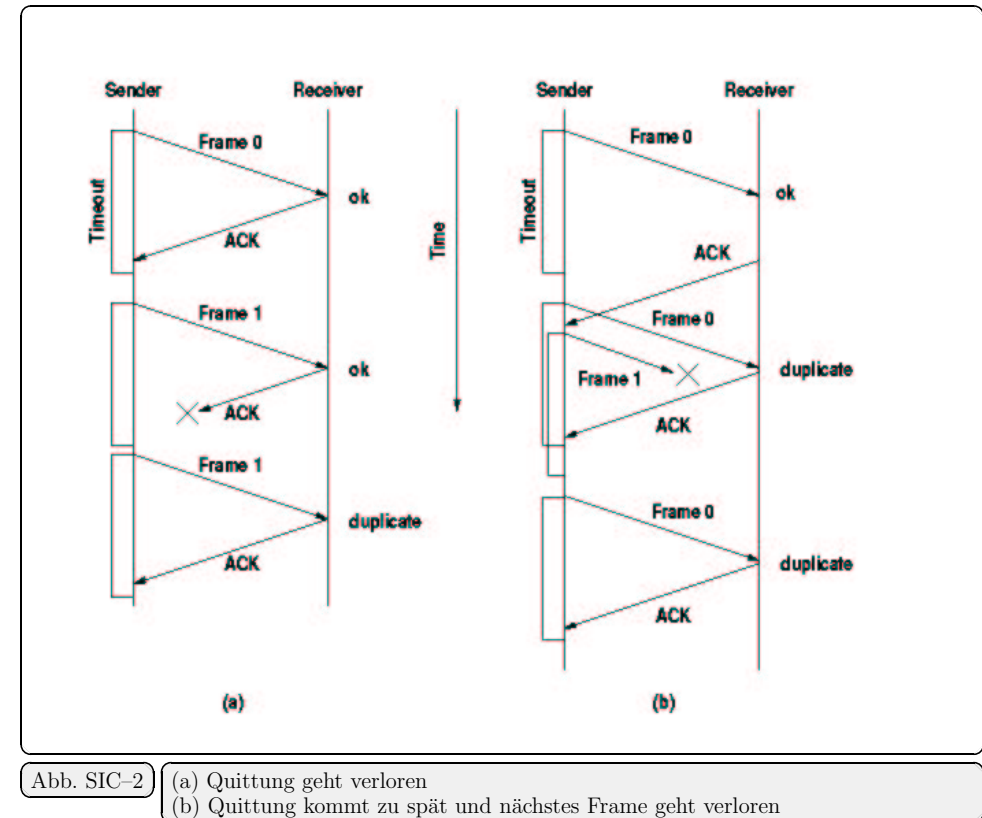 Sender
Receiver
Frame 0
Timeout
ok
ACK
Frame 1
ok
ACK
Frame 1
duplicate
ACK
(a)
Time
Sender
Receiver
Frame 0
Timeout
ok
ACK
Frame 0
duplicate
Frame 1
ACK
Frame 0
duplicate
ACK
(b)
Abb. SIC–2
(a) Quittung geht verloren
(b) Quittung kommt zu spät und nächstes Frame geht verloren